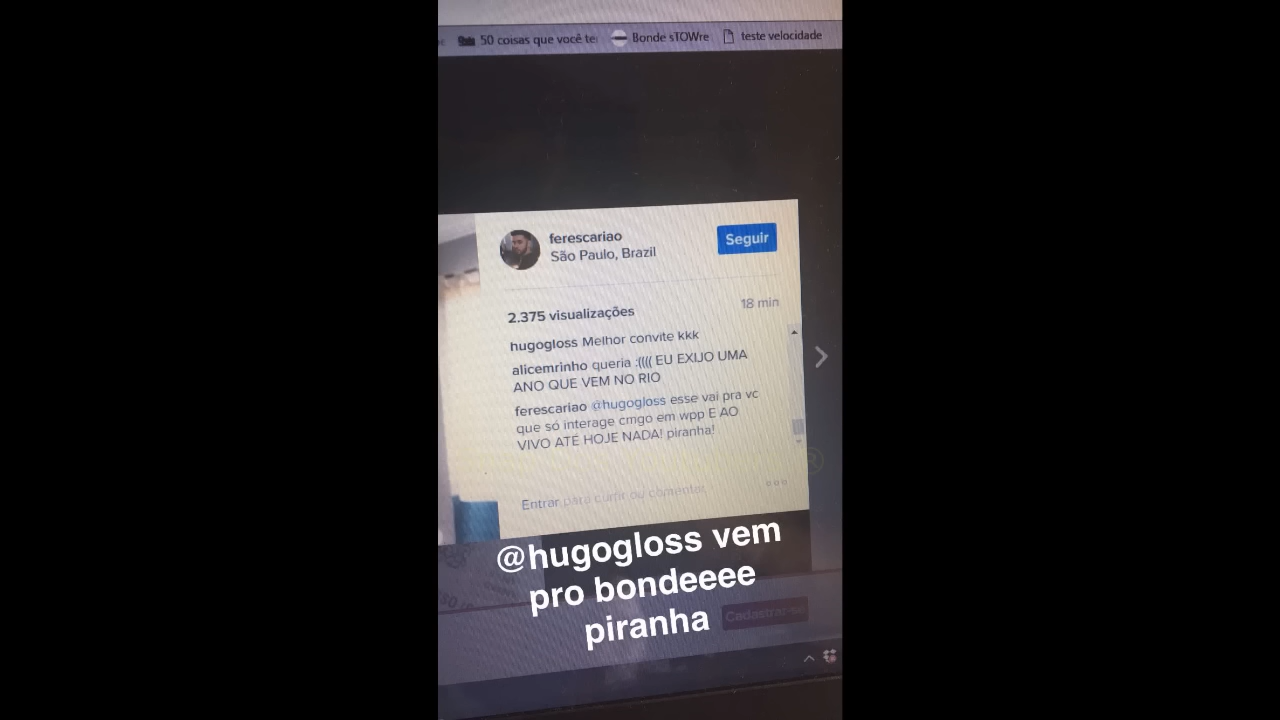 50 coisas que você te
Bonde sTOWre
teste velocidade
ferescariao
São Paulo, Brazil
Seguir
2.375 visualizações
18 min
hugogloss Melhor convite kkk
alicemrinho queria :(((( EU EXIJO UMA
ANO QUE VEM NO RIO
ferescariao @hugogloss esse vai pra vc
que só interage cmgo em wpp E AO
VIVO ATÉ HOJE NADA! piranha!
Entrar para curtir ou comentar.
@hugogloss vem
pro bondeeee
piranha
Cadastrar-se